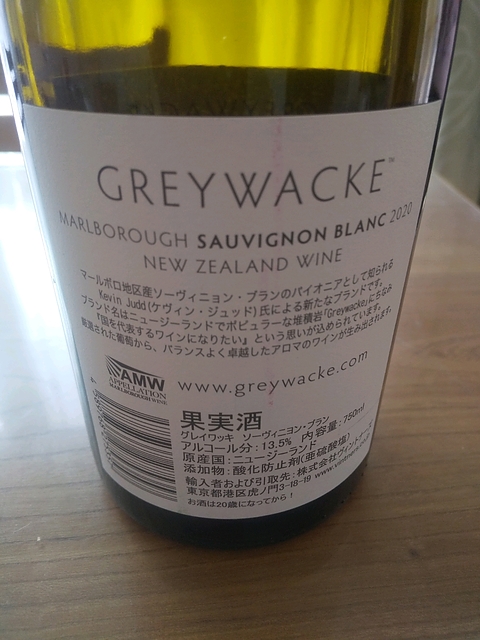 GREYWACKE™
MARLBOROUGH SAUVIGNON BLANC 2020
NEW ZEALAND WINE
マールボロ地区産ソーヴィニヨン・ブランのパイオニアとして知られる
Kevin Judd(ケヴィン・ジュッド)氏による新たなブランドです。
ブランド名はニュージーランドでポピュラーな堆積岩「Greywacke」にちなみ
『国を代表するワインになりたい』という思いが込められています。
厳選された葡萄から、バランスよく卓越したアロマのワインが生み出されます。
AMW
APPELLATION
MARLBOROUGH WINE
www.greywacke.com
果実酒
グレイワッキ ソーヴィニヨン・ブラン
アルコール分:13.5% 内容量:750ml
原産国:ニュージーランド
添加物:酸化防止剤(亜硫酸塩)
輸入者および引取先:株式会社ヴィントナーズ
東京都港区虎ノ門3-18-19
お酒は20歳になってから!